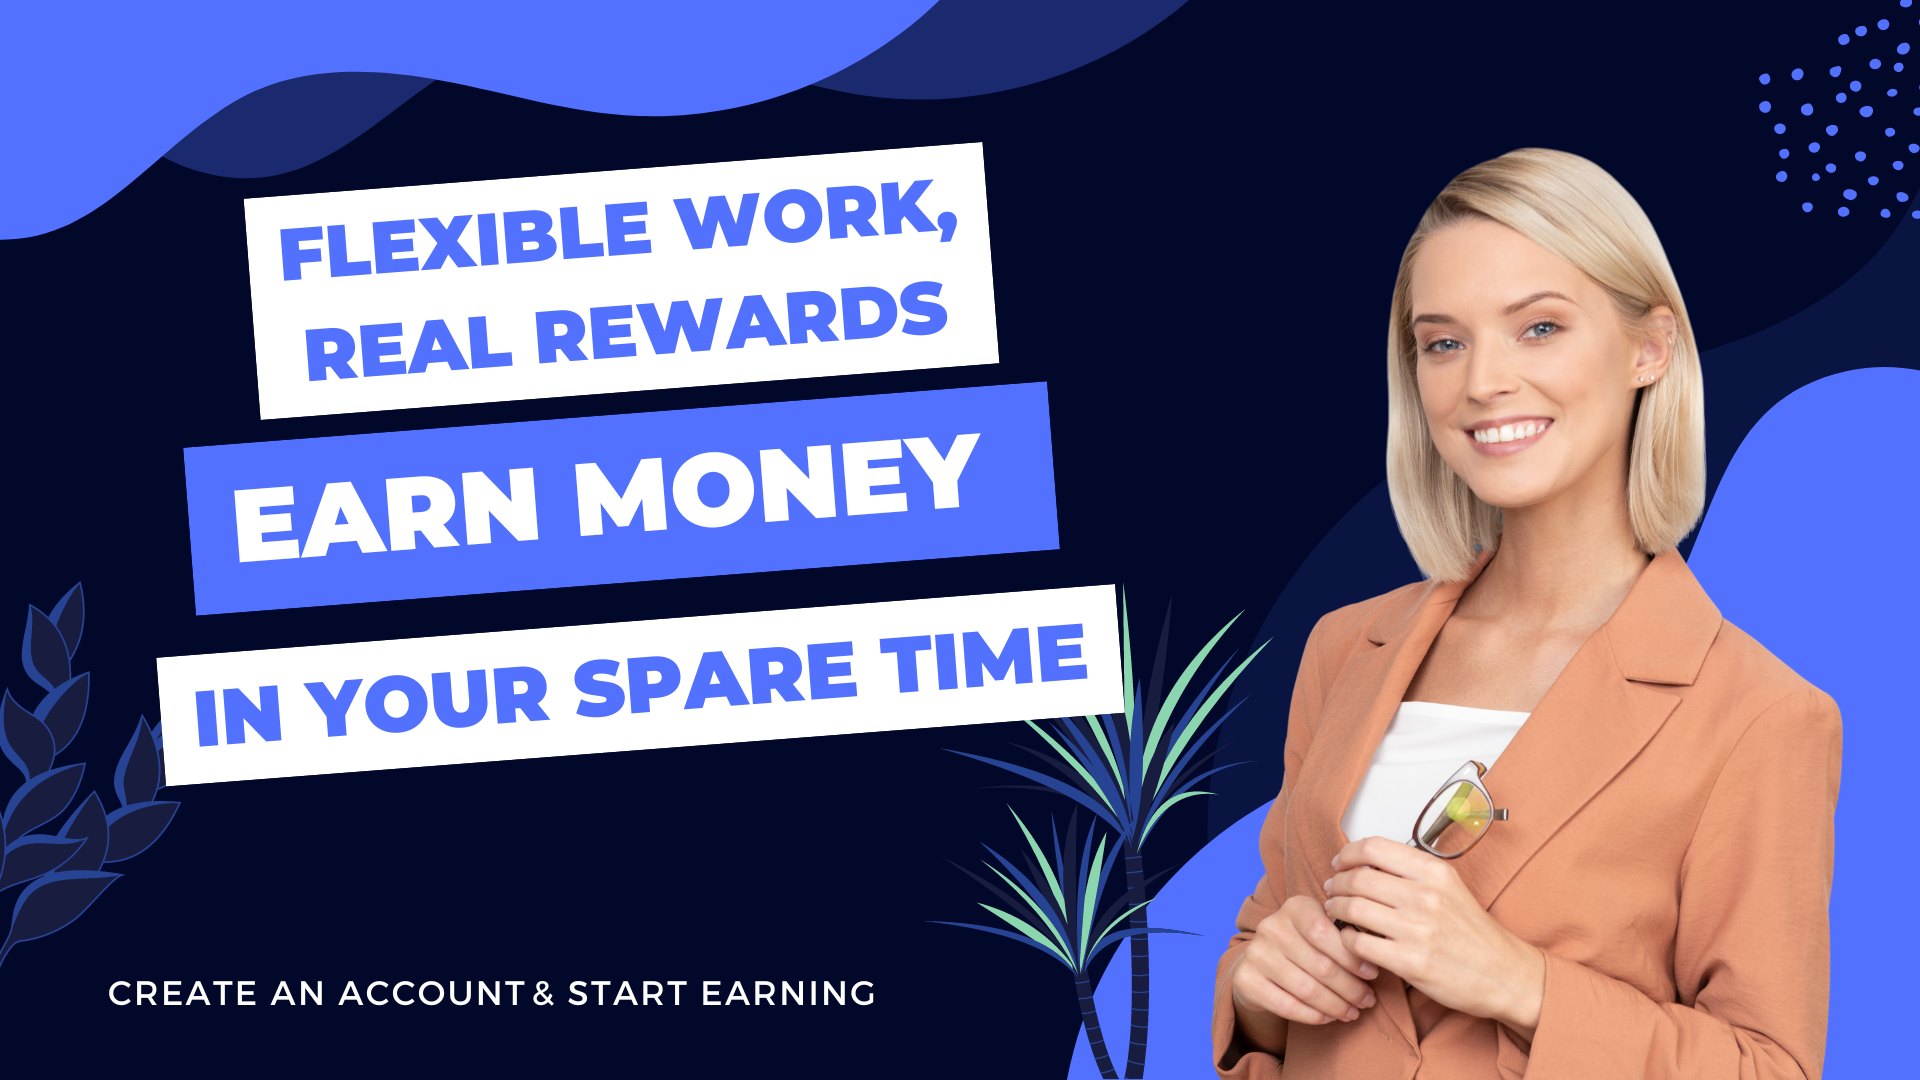 FLEXIBLE WORK,
REAL REWARDS
EARN MONEY
IN YOUR SPARE TIME
CREATE AN ACCOUNT & START EARNING